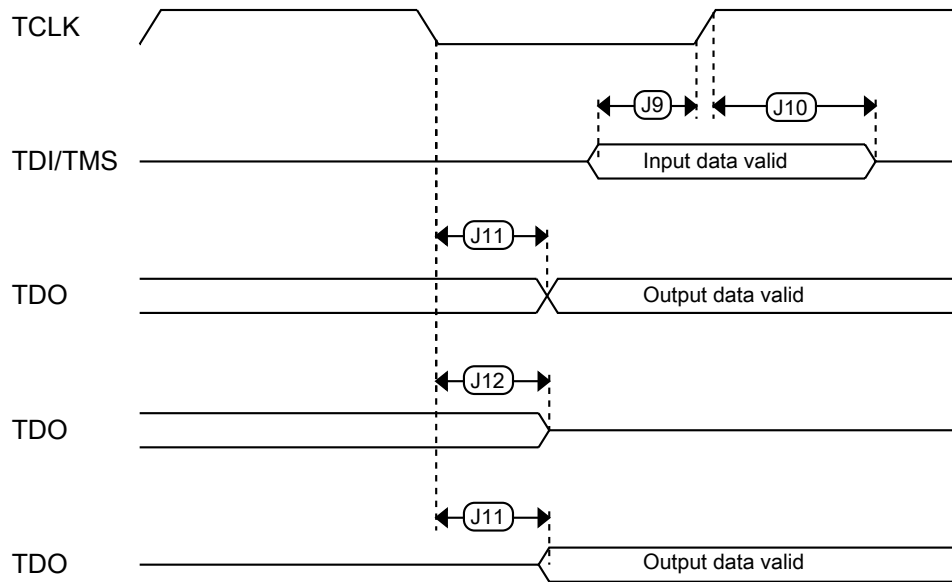 TCLK
J9
J10
TDI/TMS
Input data valid
J11
TDO
Output data valid
J12
TDO
J11
TDO
Output data valid